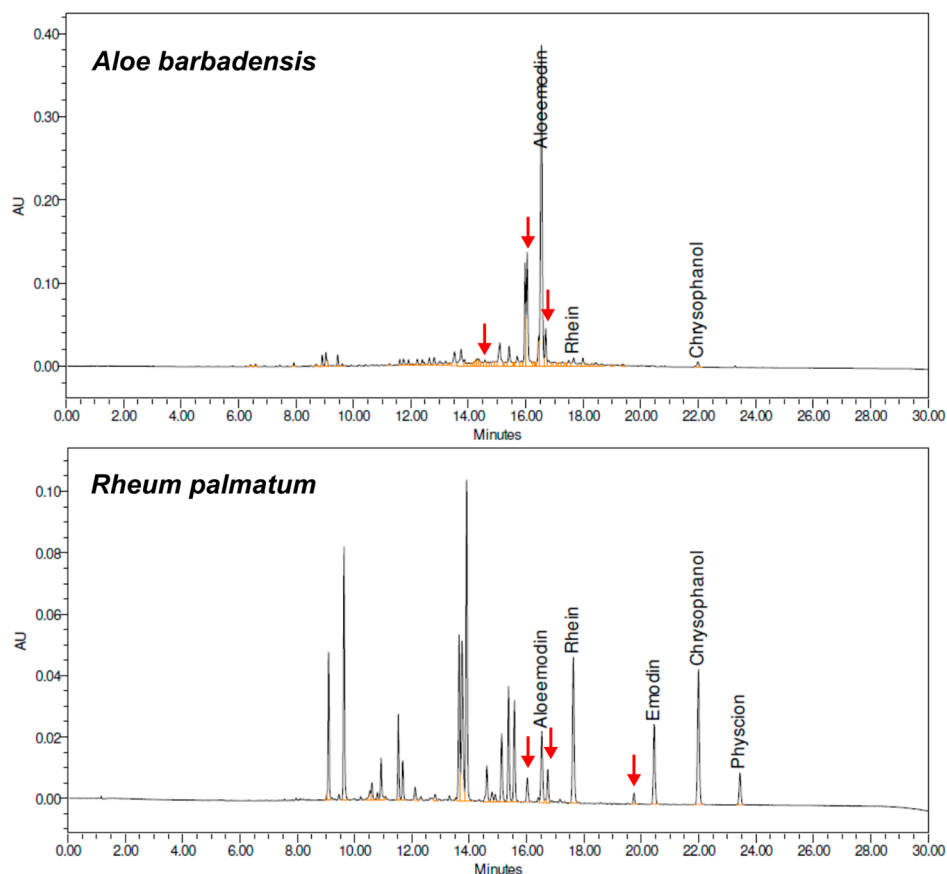 Aloe barbadensis
0.40
0.30
0.20
0.10
0.00
AU
Aloeemodin
Rhein
Chrysophanol
0.00 2.00 4.00 6.00 8.00 10.00 12.00 14.00 16.00 18.00 20.00 22.00 24.00 26.00 28.00 30.00
Minutes
Rheum palmatum
0.10
0.08
0.06
0.04
0.02
0.00
AU
Aloeemodin
Rhein
Emodin
Chrysophanol
Physcion
0.00 2.00 4.00 6.00 8.00 10.00 12.00 14.00 16.00 18.00 20.00 22.00 24.00 26.00 28.00 30.00
Minutes